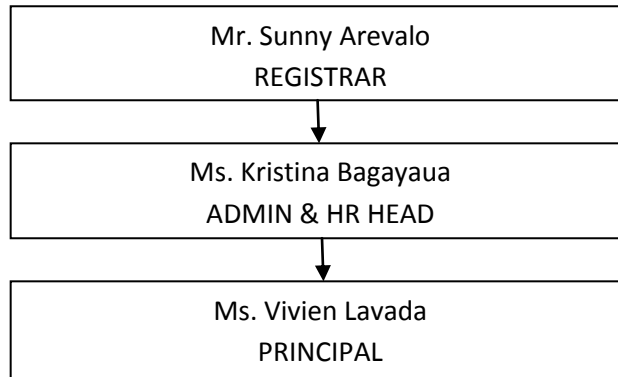 Mr. Sunny Arevalo
REGISTRAR
Ms. Kristina Bagayaua
ADMIN & HR HEAD
Ms. Vivien Lavada
PRINCIPAL